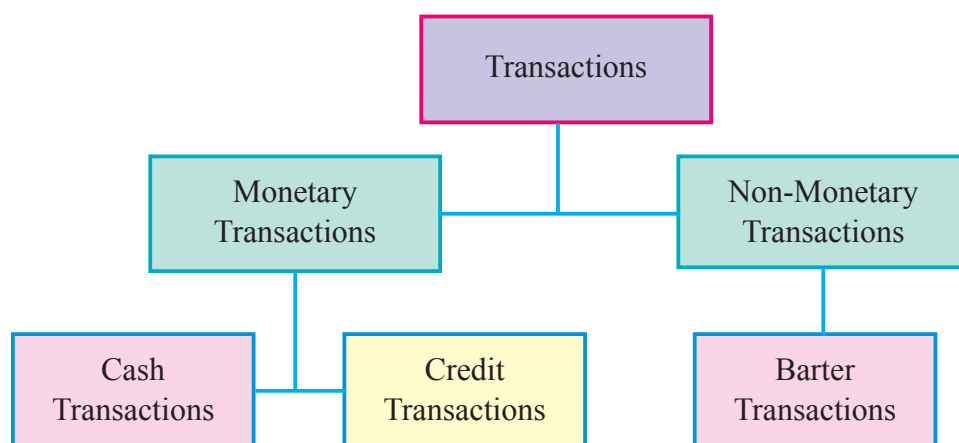 Transactions
Monetary
Transactions
Non-Monetary
Transactions
Cash
Transactions
Credit
Transactions
Barter
Transactions